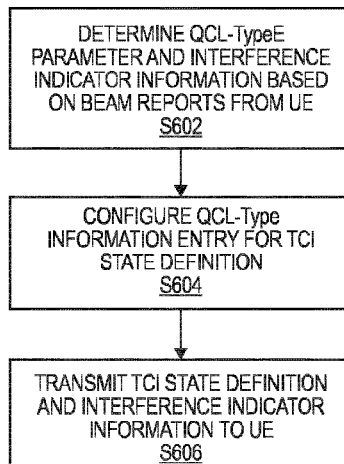 DETERMINE QCL-TypeE
PARAMETER AND INTERFERENCE
INDICATOR INFORMATION BASED
ON BEAM REPORTS FROM UE
S602
CONFIGURE QCL-Type
INFORMATION ENTRY FOR TCI
STATE DEFINITION
S604
TRANSMIT TCI STATE DEFINITION
AND INTERFERENCE INDICATOR
INFORMATION TO UE
S606